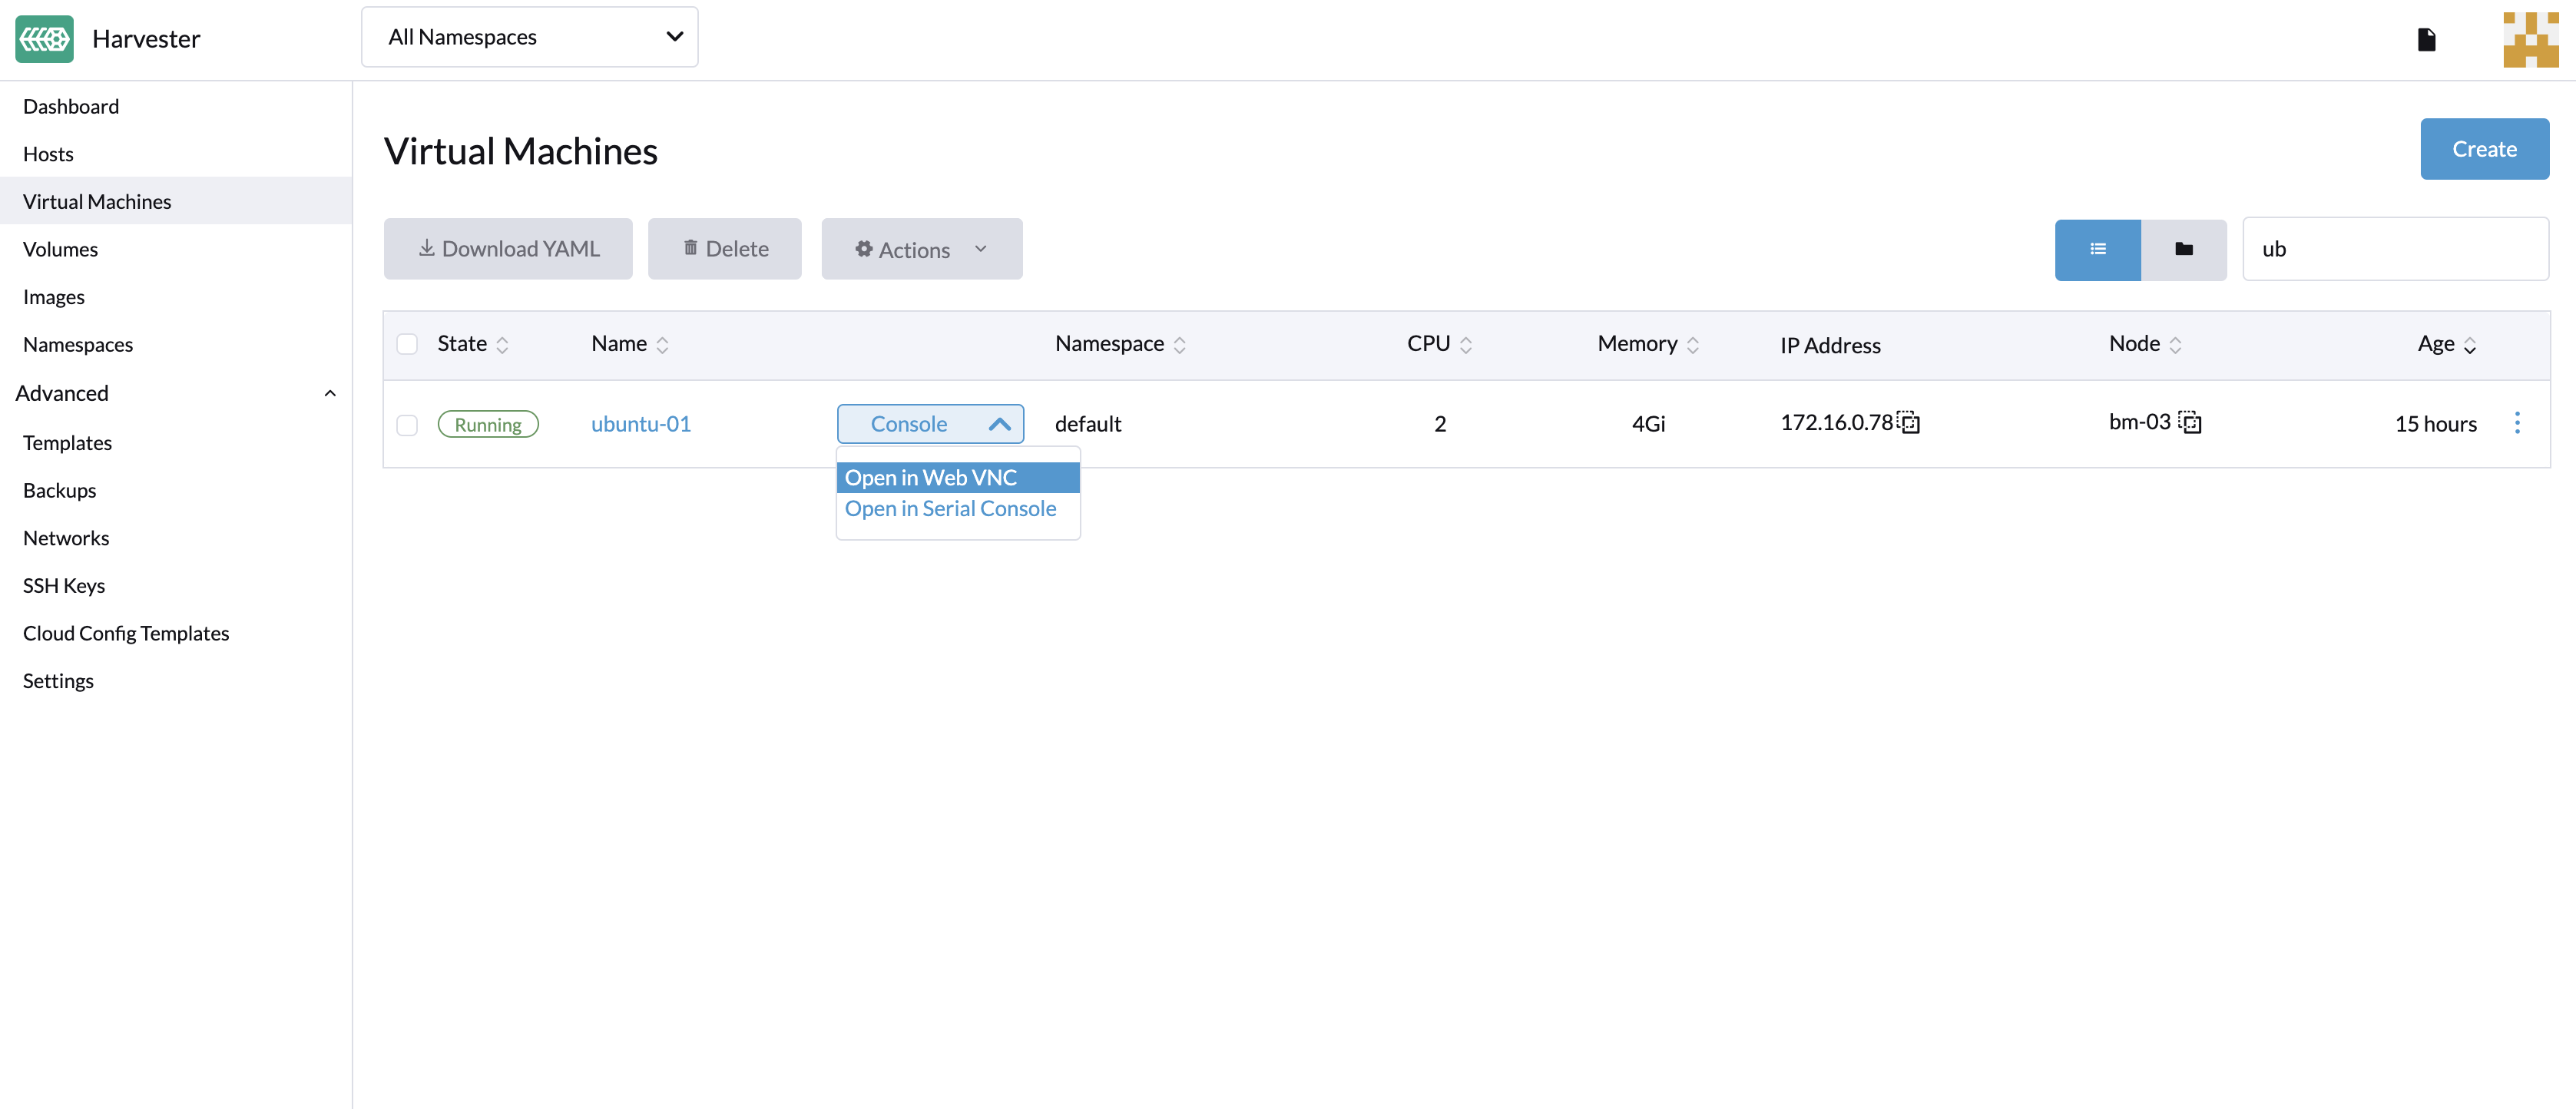 Harvester
All Namespaces
Dashboard
Hosts
Virtual Machines
Volumes
Images
Namespaces
Advanced
Templates
Backups
Networks
SSH Keys
Cloud Config Templates
Settings
Virtual Machines
Create
Download YAML Delete Actions
ub
State Name Namespace CPU Memory IP Address Node Age
Running ubuntu-01 Console default 2 4Gi 172.16.0.78 bm-03 15 hours
Open in Web VNC
Open in Serial Console